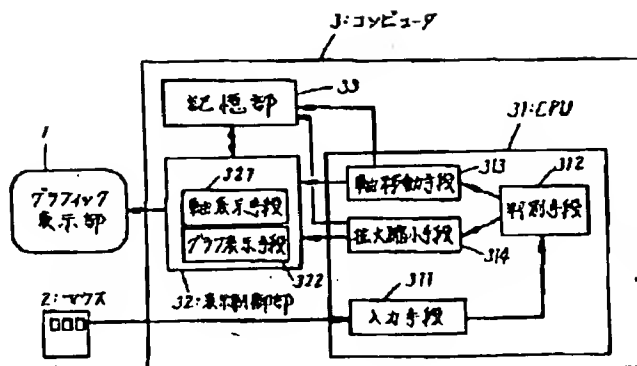 3:コンピュータ
33
記憶部
31:CPU
1
グラフィック
表示部
321
軸表示手段
グラフ表示手段
322
32:表示制御部
軸移動手段
313
312
判別手段
拡大縮小手段
314
2:マウス
311
入力手段